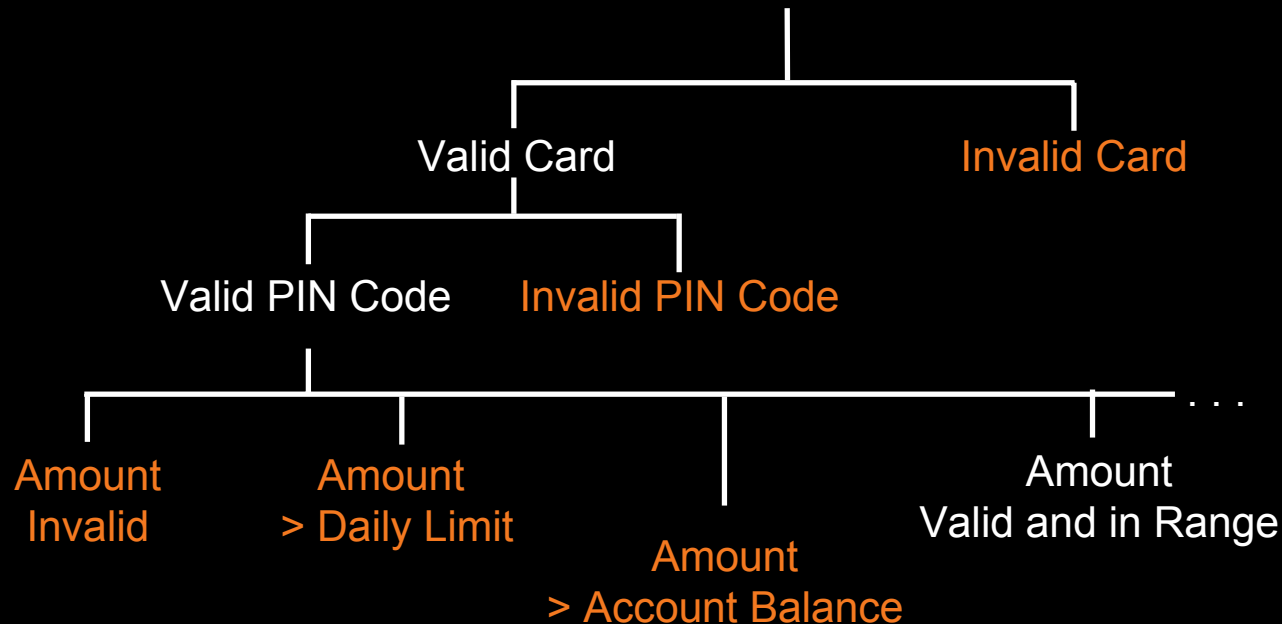 Valid Card
Invalid Card
Valid PIN Code
Invalid PIN Code
. . .
Amount
Invalid
Amount
> Daily Limit
Amount
> Account Balance
Amount
Valid and in Range